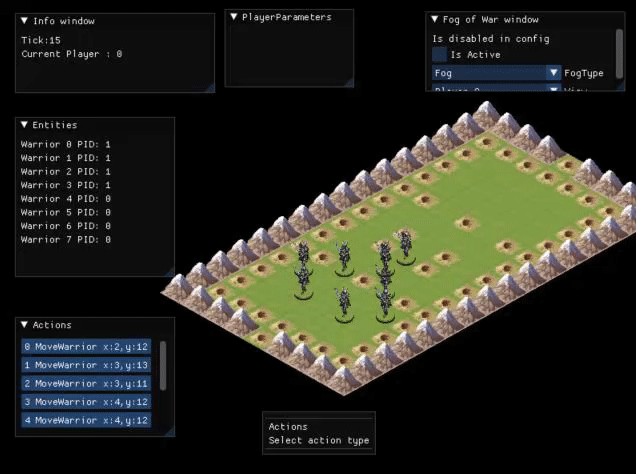 Info window
Tick:15
Current Player : 0
PlayerParameters
Fog of War window
Is disabled in config
Is Active
Fog FogType
Player 0 View
Entities
Warrior 0 PID: 1
Warrior 1 PID: 1
Warrior 2 PID: 1
Warrior 3 PID: 1
Warrior 4 PID: 0
Warrior 5 PID: 0
Warrior 6 PID: 0
Warrior 7 PID: 0
Actions
0 MoveWarrior x:2,y:12
1 MoveWarrior x:3,y:13
2 MoveWarrior x:3,y:11
3 MoveWarrior x:4,y:12
4 MoveWarrior x:4,y:12
Actions
Select action type